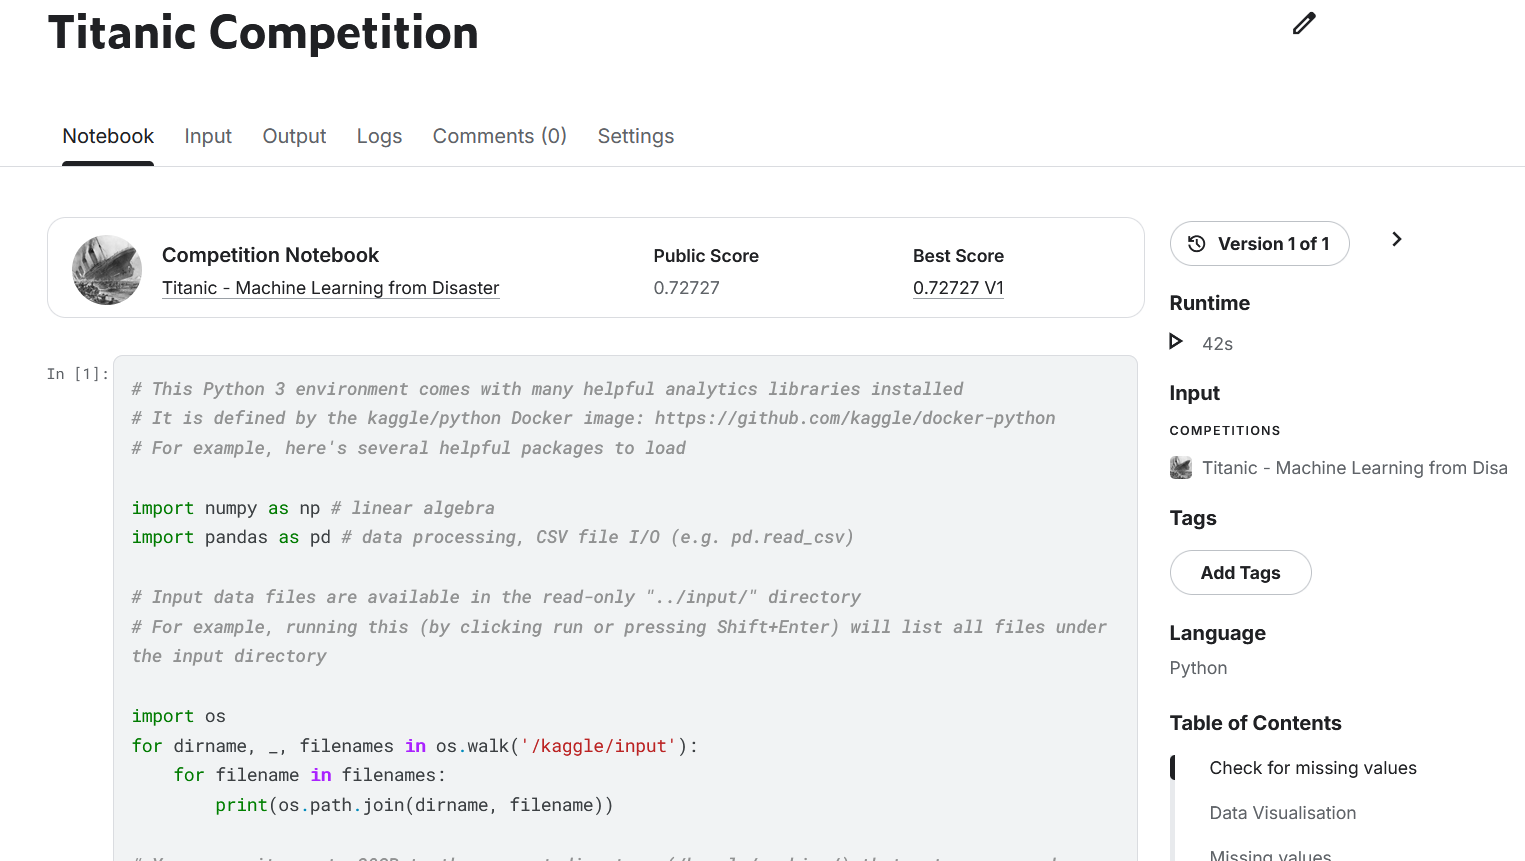 Titanic Competition
Notebook
Input
Output
Logs
Comments (0)
Settings
Competition Notebook
Titanic - Machine Learning from Disaster
Public Score
0.72727
Best Score
0.72727 V1
In [1]:
# This Python 3 environment comes with many helpful analytics libraries installed
# It is defined by the kaggle/python Docker image: https://github.com/kaggle/docker-python
# For example, here's several helpful packages to load
import numpy as np # linear algebra
import pandas as pd # data processing, CSV file I/O (e.g. pd.read_csv)
# Input data files are available in the read-only "../input/" directory
# For example, running this (by clicking run or pressing Shift+Enter) will list all files under
the input directory
import os
for dirname, _, filenames in os.walk('/kaggle/input'):
    for filename in filenames:
        print(os.path.join(dirname, filename))
Version 1 of 1
Runtime
42s
Input
COMPETITIONS
Titanic - Machine Learning from Disa
Tags
Add Tags
Language
Python
Table of Contents
Check for missing values
Data Visualisation
Missing values